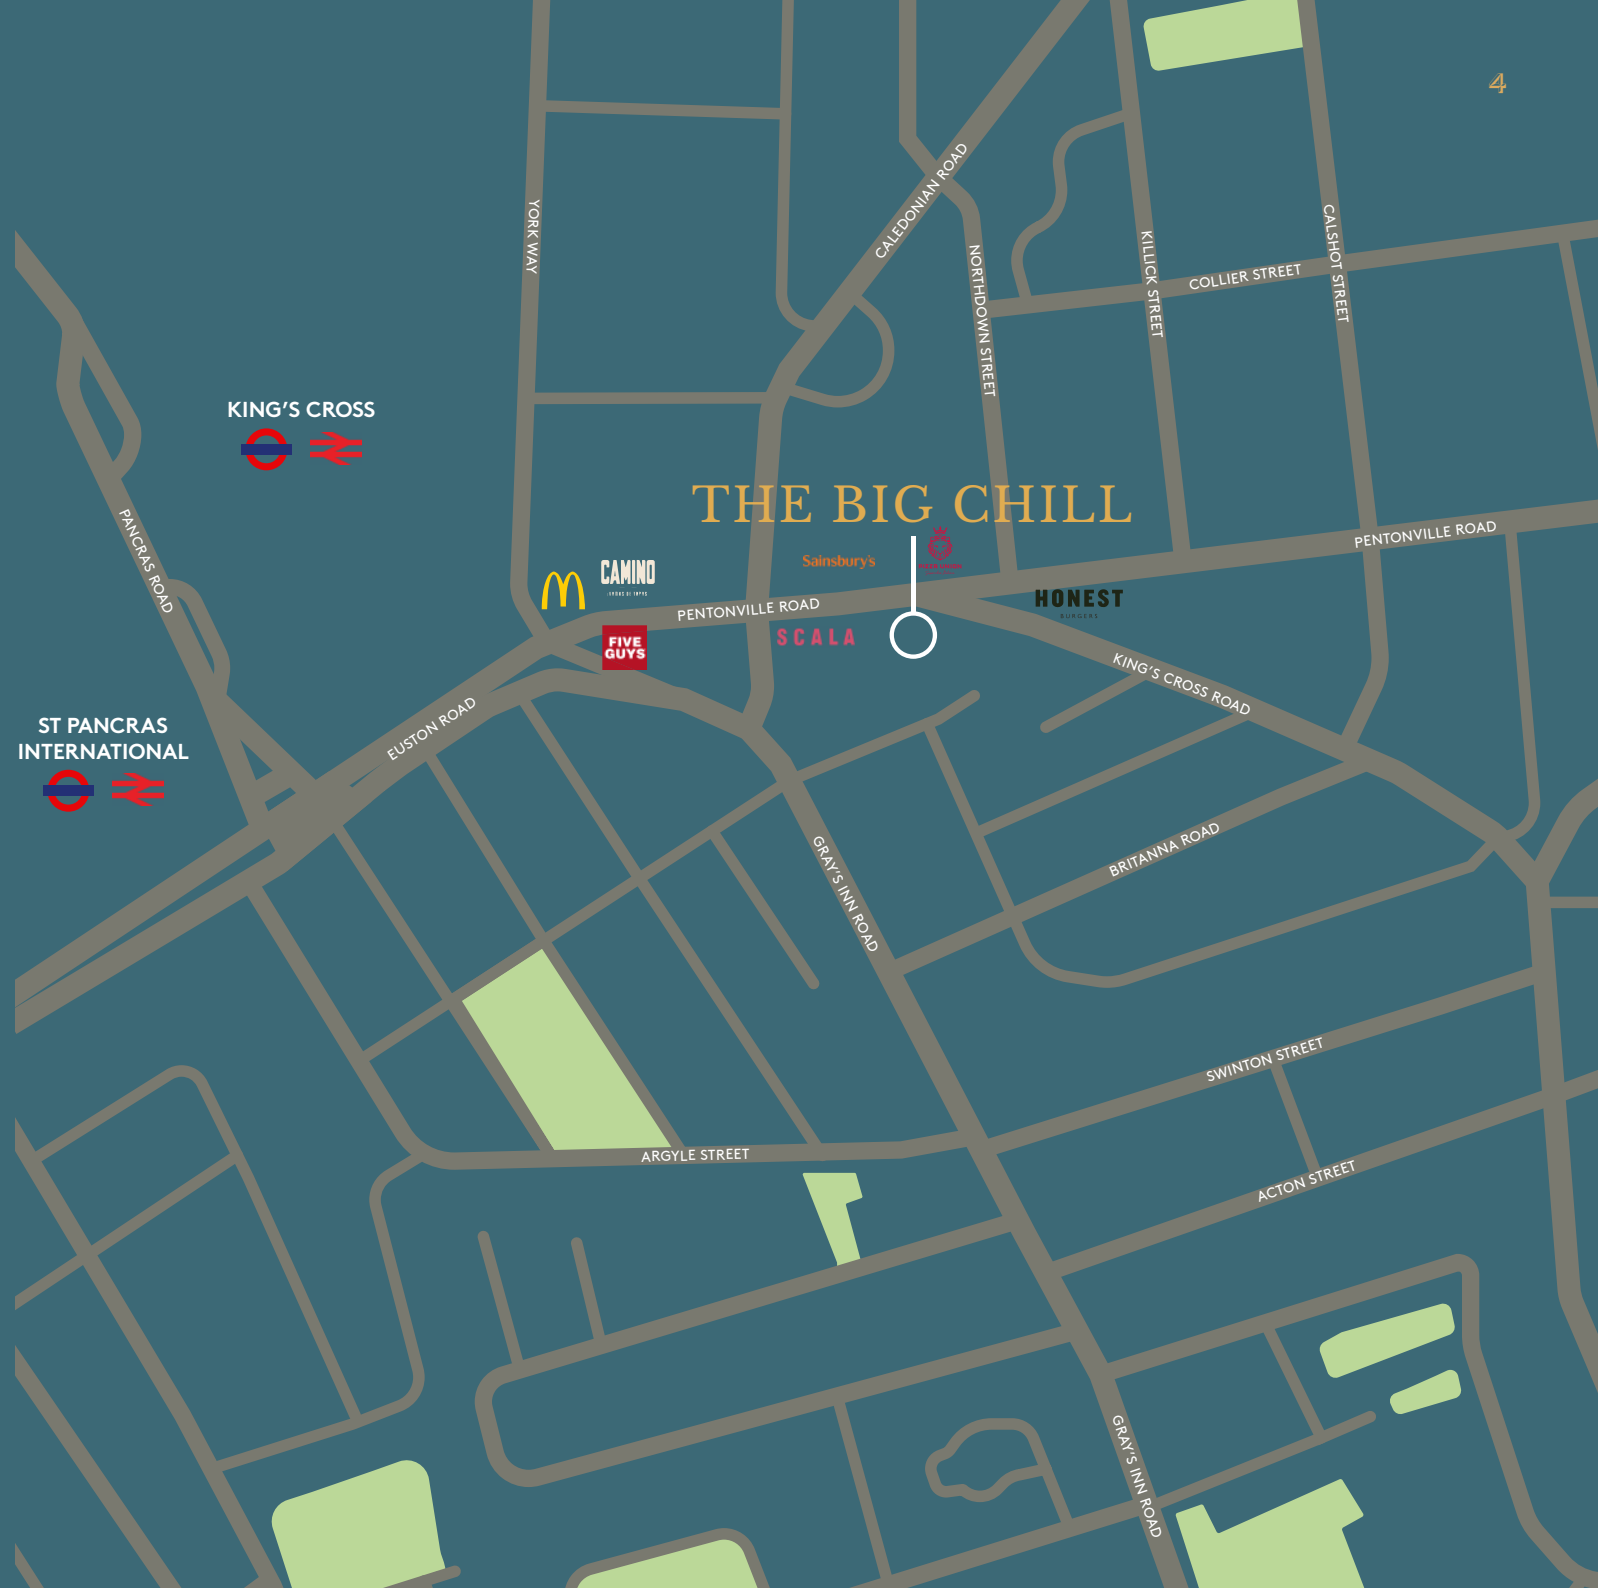 4
CALEDONIAN ROAD
YORK WAY
CALSHOT STREET
KILLICK STREET
NORTHDOWN STREET
COLLIER STREET
KING'S CROSS
THE BIG CHILL
PANCRAS ROAD
PENTONVILLE ROAD
Sainsbury's
CAMINO
HONEST
BURGERS
PENTONVILLE ROAD
SCALA
FIVE
GUYS
KING'S CROSS ROAD
EUSTON ROAD
ST PANCRAS
INTERNATIONAL
BRITANNA ROAD
GRAY'S INN ROAD
SWINTON STREET
ARGYLE STREET
ACTON STREET
GRAY'S INN ROAD